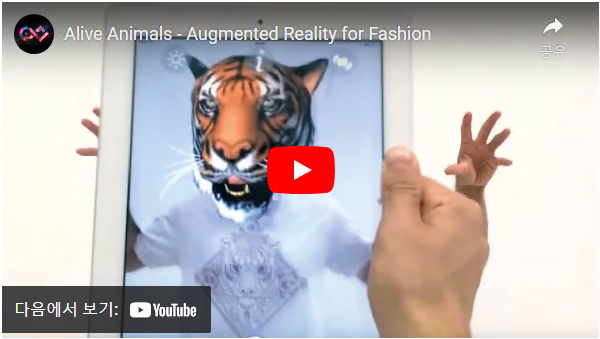 Alive Animals - Augmented Reality for Fashion
공유
다음에서 보기: YouTube